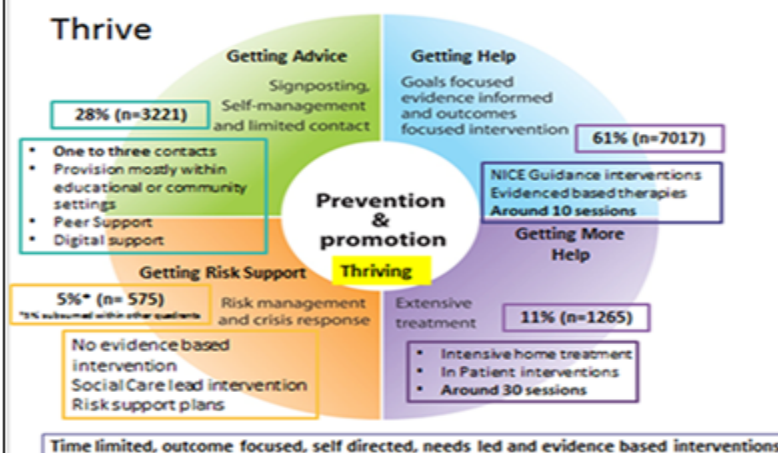 Thrive
Getting Advice
Signposting,
Self-management
and limited contact
28% (n=3221)
• One to three contacts
• Provision mostly within
educational or community
settings
• Peer Support
• Digital support
Getting Help
Goals focused
evidence informed
and outcomes
focused intervention
61% (n=7017)
NICE Guidance interventions
Evidenced based therapies
Around 10 sessions
Prevention
&
promotion
Thriving
Getting Risk Support
5%* (n= 575)
*5% subsumed within other quadrants
Risk management
and crisis response
No evidence based
intervention
Social Care lead intervention
Risk support plans
Getting More
Help
Extensive
treatment
11% (n=1265)
• Intensive home treatment
• In Patient interventions
• Around 30 sessions
Time limited, outcome focused, self directed, needs led and evidence based interventions